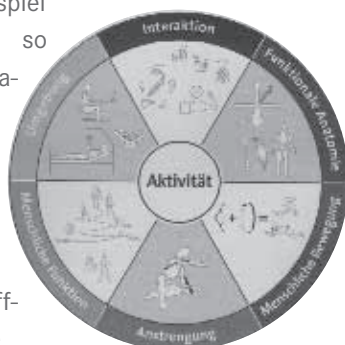 spiel
so
a-
ff-
Interaktion
Funktionale Anatomie
Menschliche Bewegung
Anstrengung
Menschliche Funktion
Umgebung
Aktivität